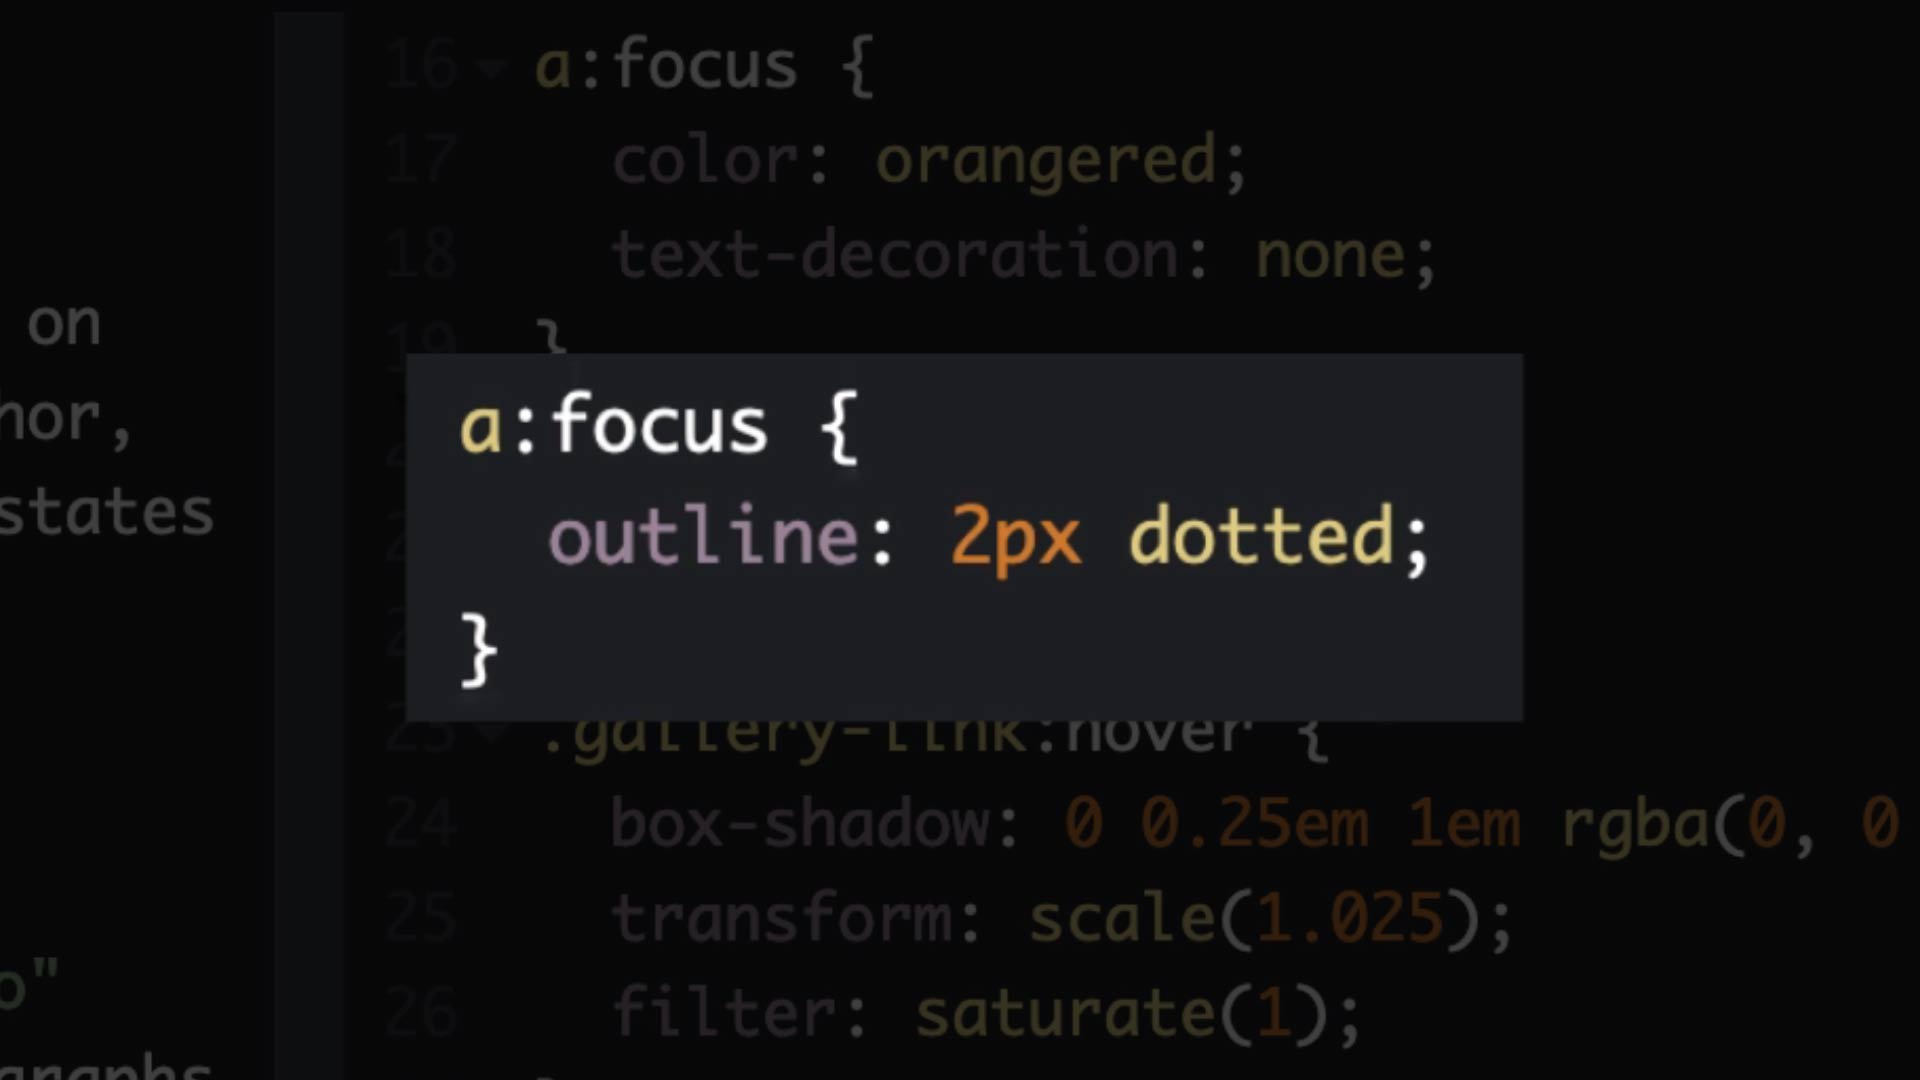 16 a:focus {
17 color: orangered;
18 text-decoration: none;
19 }
on
hor,
states
a:focus {
outline: 2px dotted;
}
23 .gallery-link:hover {
24 box-shadow: 0 0.25em 1em rgba(0, 0
25 transform: scale(1.025);
26 filter: saturate(1);
o"
graphs